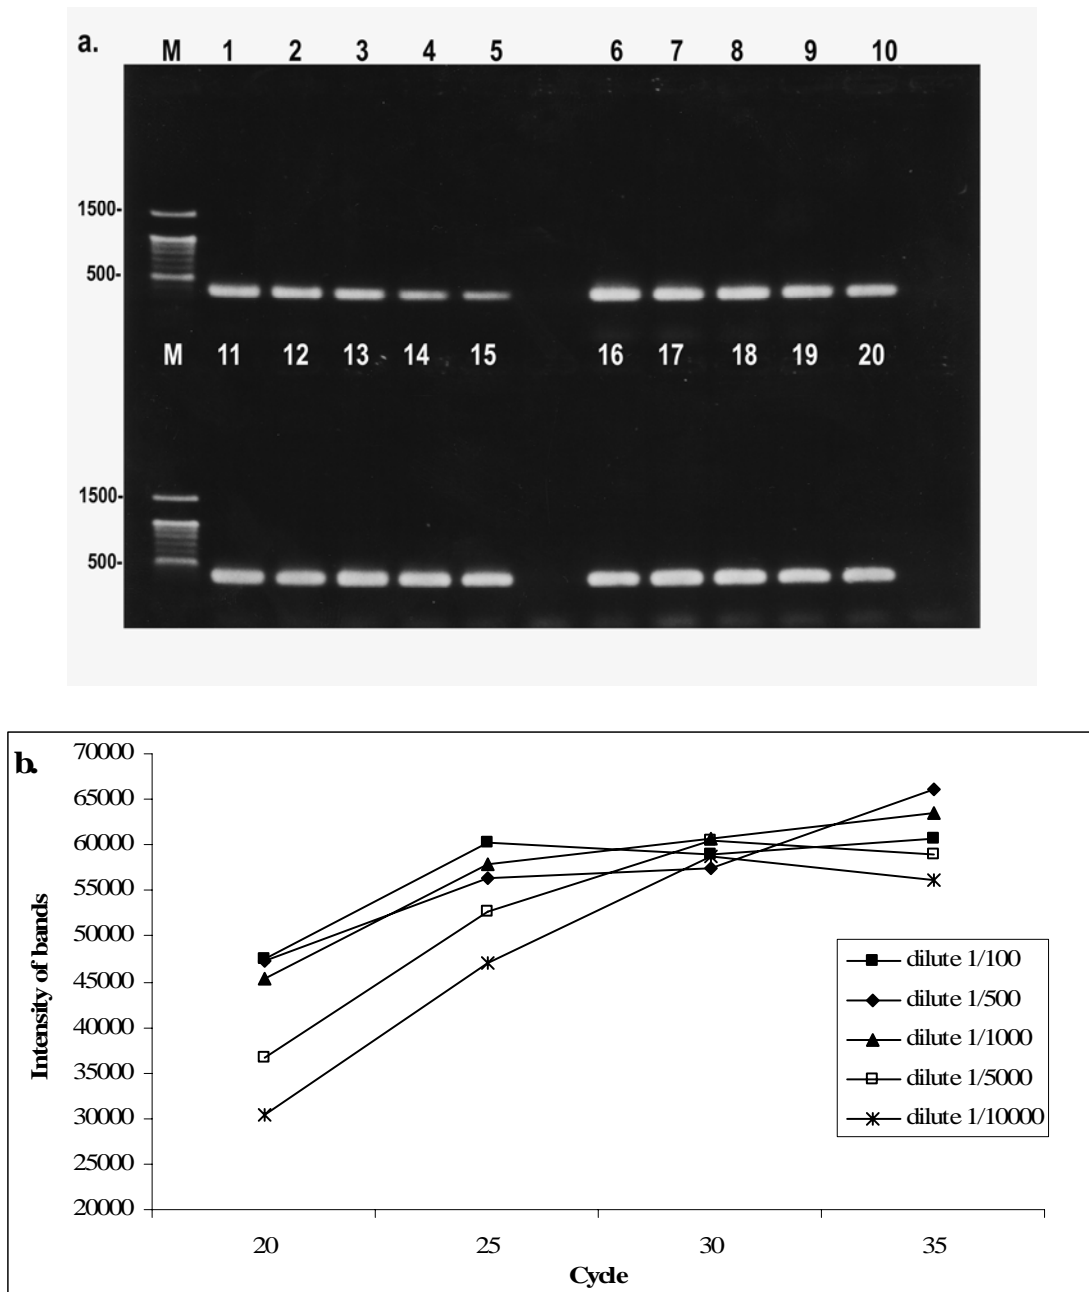 a.
M 1 2 3 4 5 6 7 8 9 10
1500-
500-
M 11 12 13 14 15 16 17 18 19 20
1500-
500-
b.
70000
65000
60000
55000
50000
45000
40000
35000
30000
25000
20000
Intensity of bands
20 25 30 35
Cycle
dilute 1/100
dilute 1/500
dilute 1/1000
dilute 1/5000
dilute 1/10000